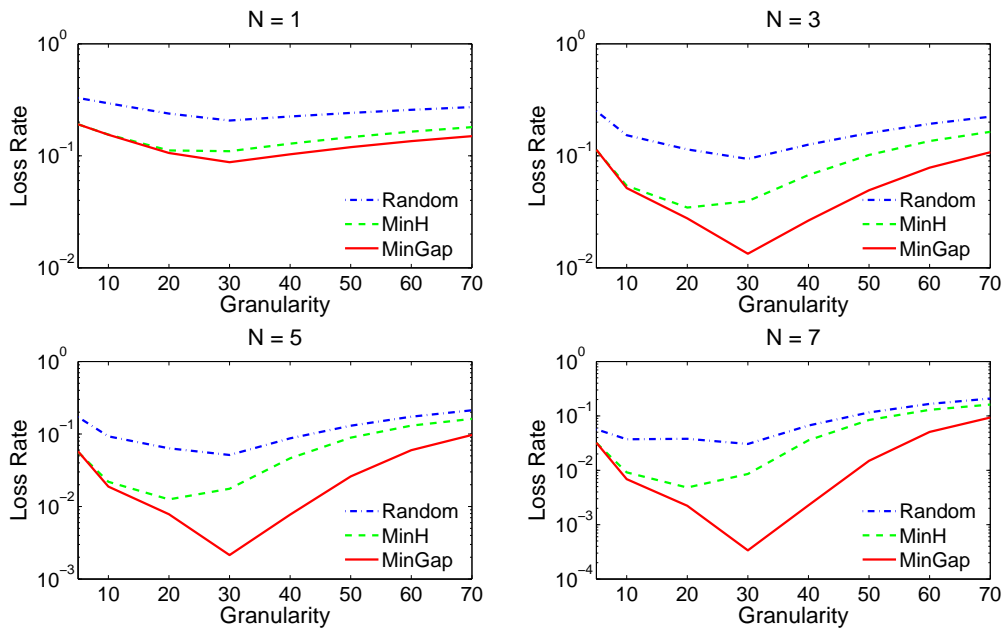 N = 1
10^0
10^-1
10^-2
Loss Rate
Random
MinH
MinGap
10 20 30 40 50 60 70
Granularity
N = 3
10^0
10^-1
10^-2
Loss Rate
Random
MinH
MinGap
10 20 30 40 50 60 70
Granularity
N = 5
10^0
10^-1
10^-2
10^-3
Loss Rate
Random
MinH
MinGap
10 20 30 40 50 60 70
Granularity
N = 7
10^0
10^-1
10^-2
10^-3
10^-4
Loss Rate
Random
MinH
MinGap
10 20 30 40 50 60 70
Granularity